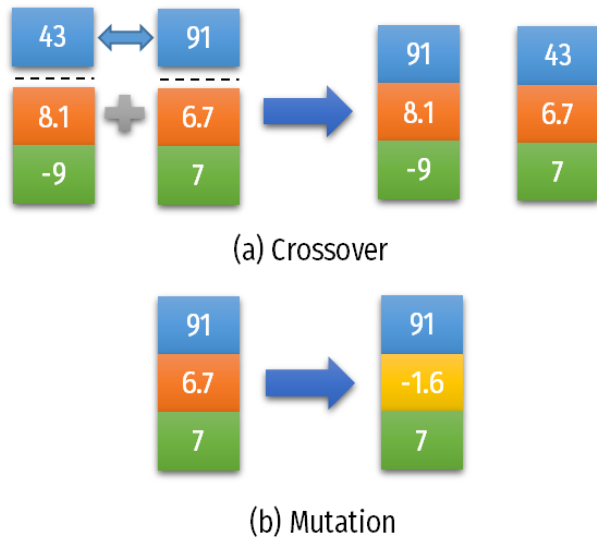 43 91
8.1 6.7 91 43
-9 7 8.1 6.7
-9 7
(a) Crossover
91 91
6.7 -1.6
7 7
(b) Mutation